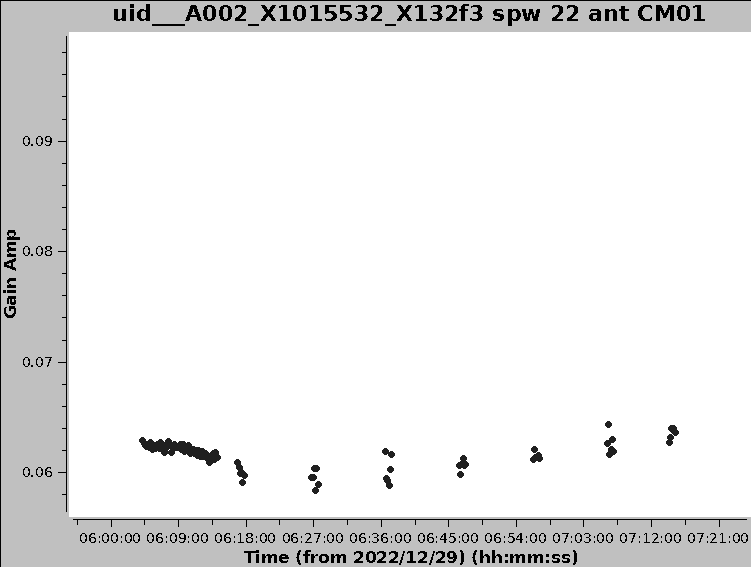 uid___A002_X1015532_X132f3 spw 22 ant CM01
0.09
0.08
0.07
0.06
Gain Amp
06:00:00 06:09:00 06:18:00 06:27:00 06:36:00 06:45:00 06:54:00 07:03:00 07:12:00 07:21:00
Time (from 2022/12/29) (hh:mm:ss)